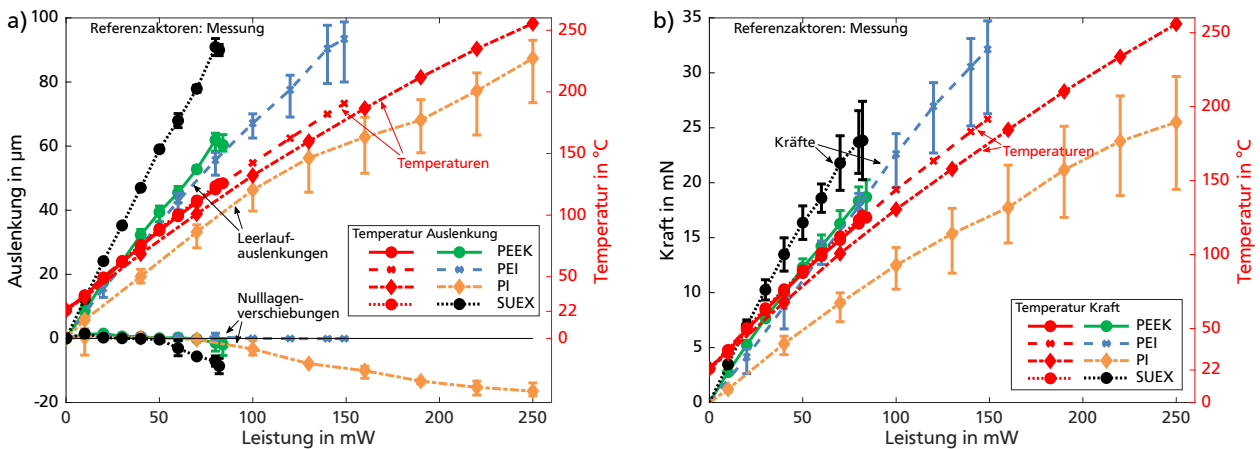 a)
Referenzaktoren: Messung
Auslenkung in µm
100
80
60
40
20
0
-20
250
200
150
100
50
22
0
Temperatur in °C
Temperaturen
Leerlauf-
auslenkungen
Nulllagen-
verschiebungen
Temperatur Auslenkung
PEEK
PEI
PI
SUEX
0 50 100 150 200 250
Leistung in mW
b)
Referenzaktoren: Messung
Kraft in mN
35
30
25
20
15
10
5
0
250
200
150
100
50
22
0
Temperatur in °C
Kräfte
Temperaturen
Temperatur Kraft
PEEK
PEI
PI
SUEX
0 50 100 150 200 250
Leistung in mW